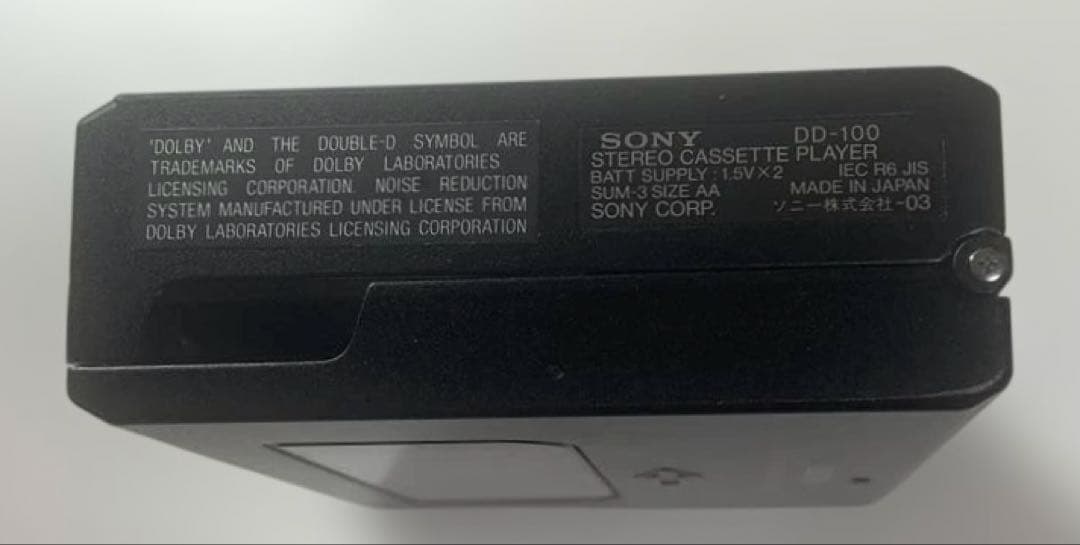 'DOLBY' AND THE DOUBLE-D SYMBOL ARE
TRADEMARKS OF DOLBY LABORATORIES
LICENSING CORPORATION. NOISE REDUCTION
SYSTEM MANUFACTURED UNDER LICENSE FROM
DOLBY LABORATORIES LICENSING CORPORATION
SONY DD-100
STEREO CASSETTE PLAYER
BATT SUPPLY : 1.5V×2 IEC R6 JIS
SUM-3 SIZE AA MADE IN JAPAN
SONY CORP. ソニー株式会社-03